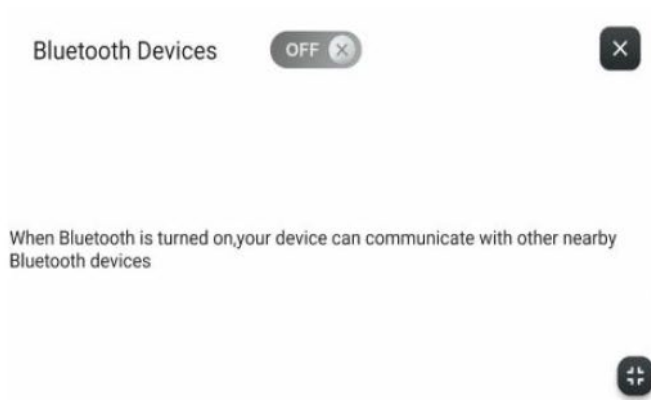 Bluetooth Devices OFF
When Bluetooth is turned on,your device can communicate with other nearby
Bluetooth devices